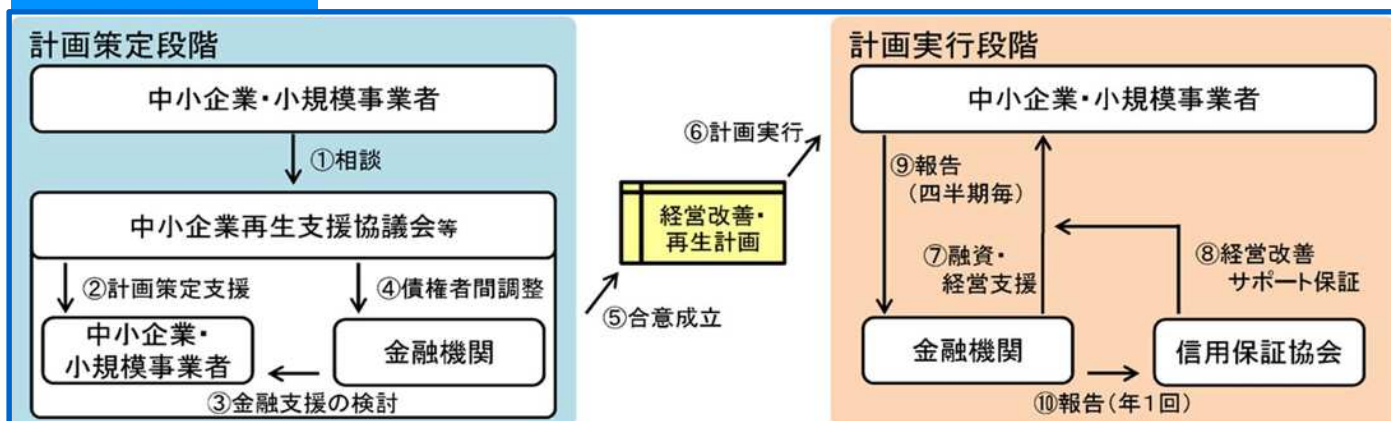 計画策定段階
中小企業・小規模事業者
①相談
中小企業再生支援協議会等
②計画策定支援
④債権者間調整
中小企業・
小規模事業者
金融機関
③金融支援の検討
⑤合意成立
経営改善・
再生計画
⑥計画実行
計画実行段階
中小企業・小規模事業者
⑨報告
(四半期毎)
⑦融資・
経営支援
⑧経営改善
サポート保証
金融機関
信用保証協会
⑩報告(年1回)